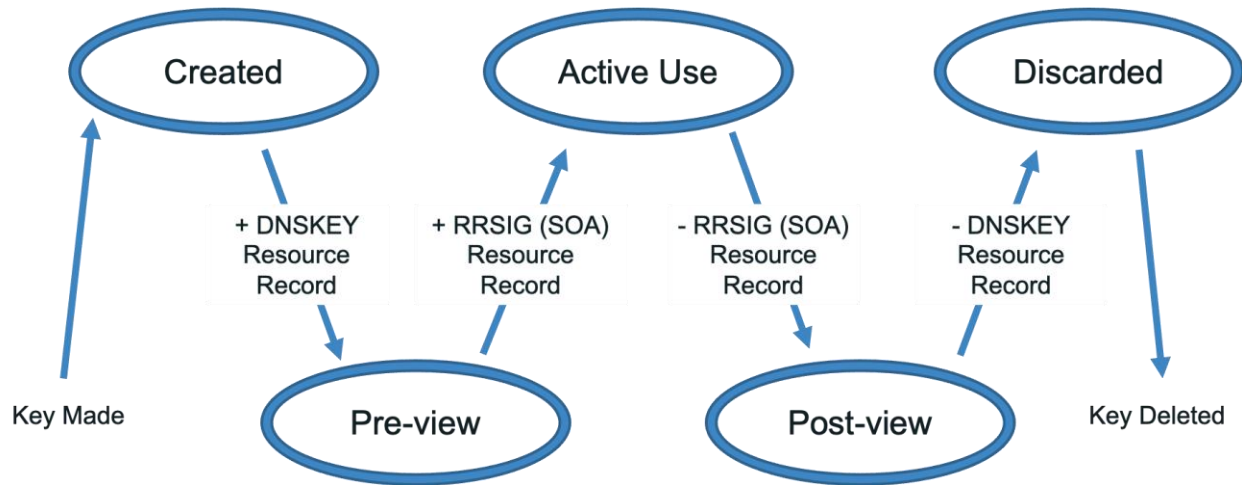 Created
Active Use
Discarded
+ DNSKEY
Resource
Record
+ RRSIG (SOA)
Resource
Record
- RRSIG (SOA)
Resource
Record
- DNSKEY
Resource
Record
Key Made
Pre-view
Post-view
Key Deleted